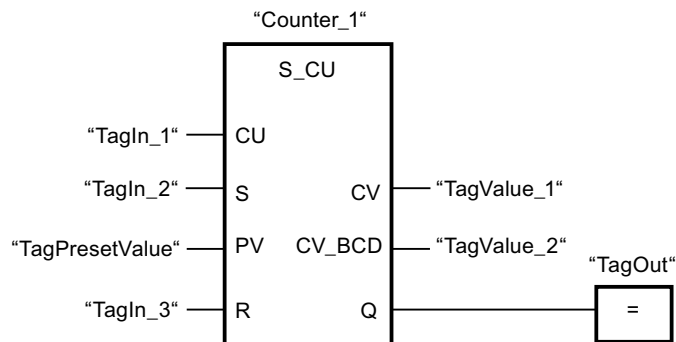 “Counter_1“
S_CU
“TagIn_1“ CU
“TagIn_2“ S CV “TagValue_1“
“TagPresetValue“ PV CV_BCD “TagValue_2“
“TagOut“
“TagIn_3“ R Q =